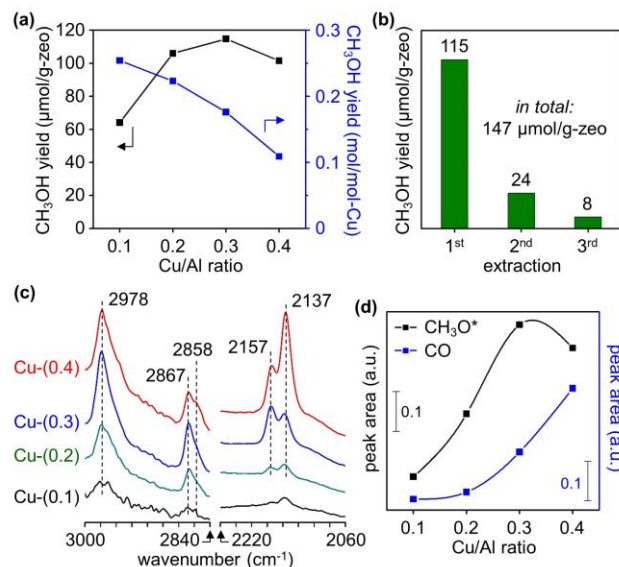 (a)
CH₃OH yield (μmol/g-zeo)
120
100
80
60
40
20
0
0.1 0.2 0.3 0.4
Cu/Al ratio
0.3
0.2
0.1
0
CH₃OH yield (mol/mol-Cu)
(b)
CH₃OH yield (μmol/g-zeo)
115
in total:
147 μmol/g-zeo
24
8
1st 2nd 3rd
extraction
(c)
2978
2137
2858
2157
2867
Cu-(0.4)
Cu-(0.3)
Cu-(0.2)
Cu-(0.1)
3000 2840 2220 2060
wavenumber (cm⁻¹)
(d)
CH₃O*
CO
peak area (a.u.)
0.1
0.1
peak area (a.u.)
0.1 0.2 0.3 0.4
Cu/Al ratio